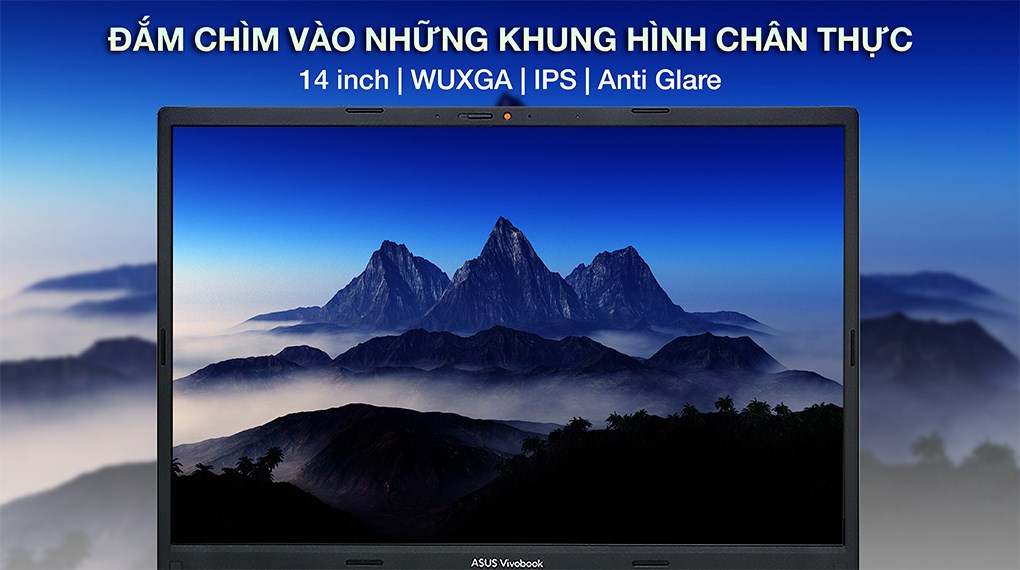 ĐẮM CHÌM VÀO NHỮNG KHUNG HÌNH CHÂN THỰC
14 inch | WUXGA | IPS | Anti Glare
ASUS Vivobook